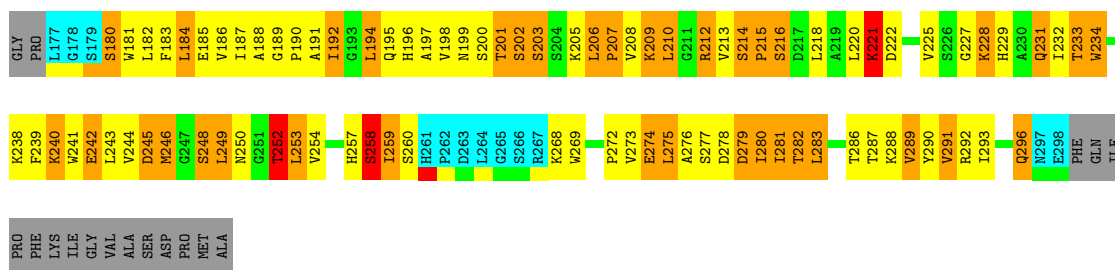 GLY PRO L177 G178 S179 S180 W181 L182 F183 L184 E185 V186 I187 A188 G189 P190 A191 I192 G193 L194 Q195 H196 A197 V198 N199 S200 T201 S202 S203 S204 K205 L206 P207 V208 K209 L210 G211 R212 V213 S214 P215 S216 D217 L218 A219 L220 K221 D222 V225 S226 G227 K228 H229 A230 Q231 I232 T233 W234
K238 F239 K240 W241 E242 L243 V244 D245 M246 G247 S248 L249 N250 G251 T252 L253 V254 H257 S258 I259 S260 H261 P262 D263 L264 G265 S266 R267 K268 W269 P272 V273 E274 L275 A276 S277 D278 D279 I280 I281 T282 L283 T286 T287 K288 V289 Y290 V291 R292 I293 Q296 N297 E298 PHE GLN ILE
PRO PHE LYS ILE GLY VAL ALA SER ASP PRO MET ALA